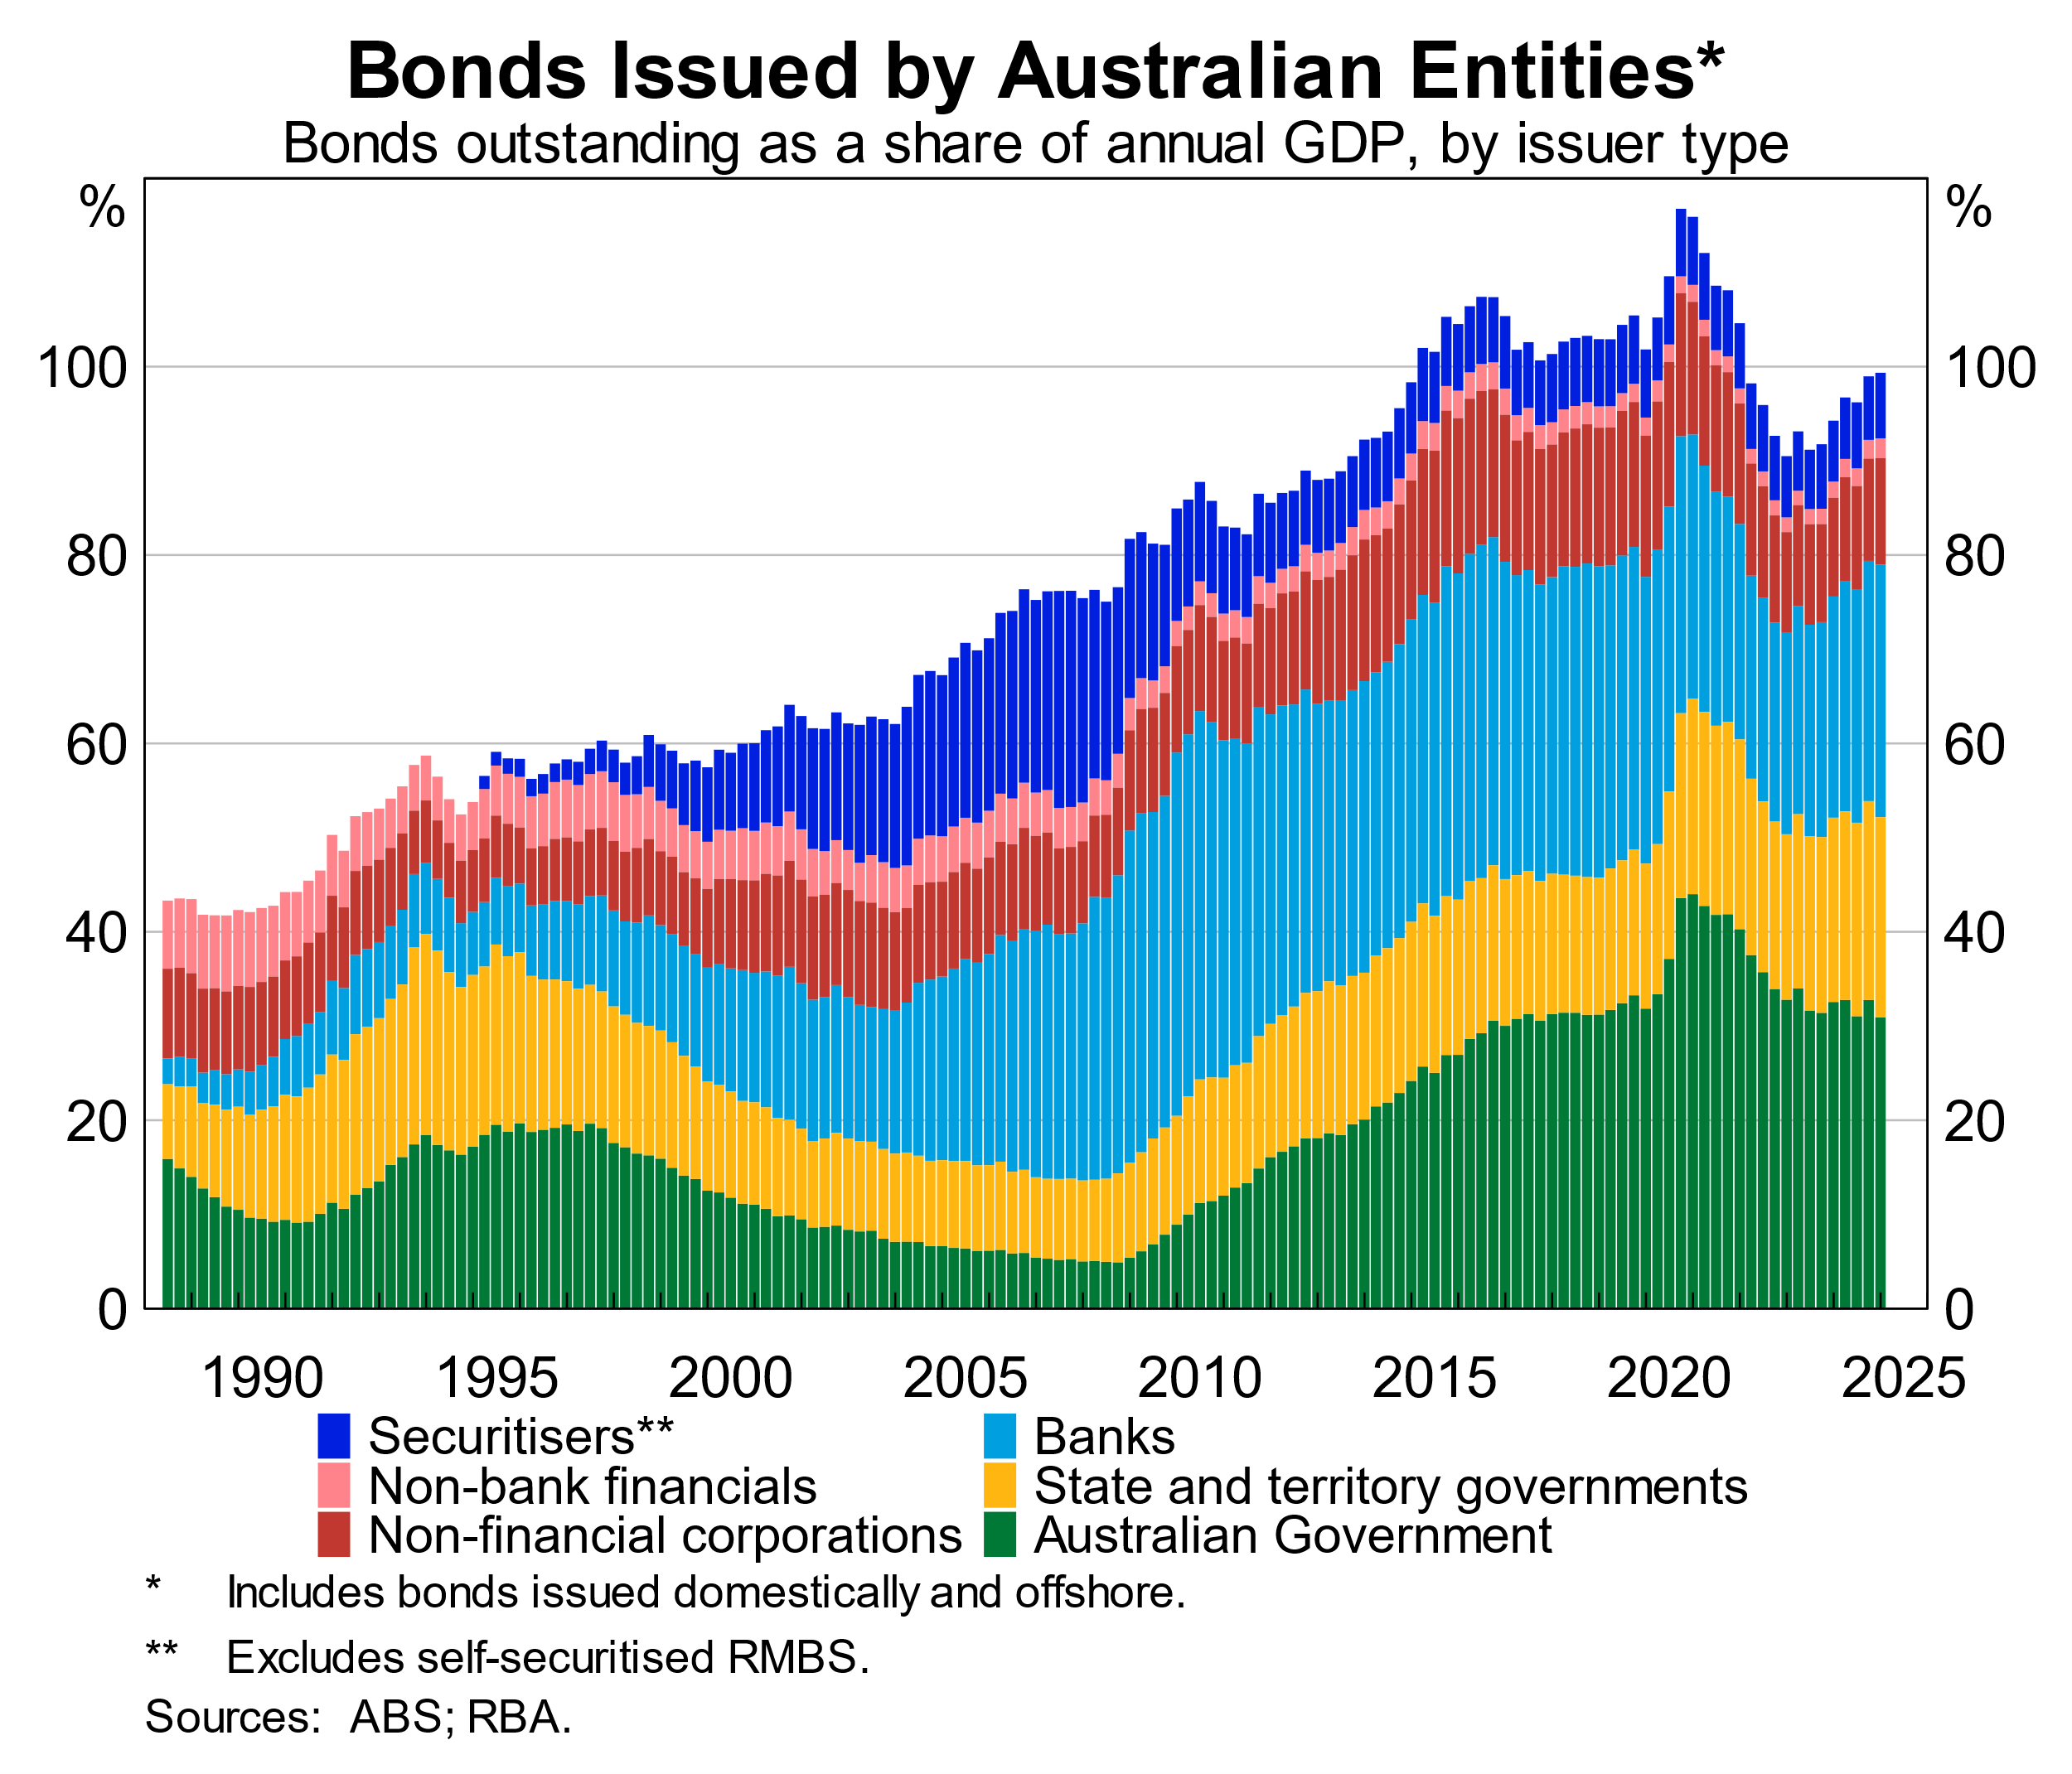 Bonds Issued by Australian Entities*
Bonds outstanding as a share of annual GDP, by issuer type
% %
100 100
80 80
60 60
40 40
20 20
0 0
1990 1995 2000 2005 2010 2015 2020 2025
Securitisers** Banks
Non-bank financials State and territory governments
Non-financial corporations Australian Government
* Includes bonds issued domestically and offshore.
** Excludes self-securitised RMBS.
Sources: ABS; RBA.